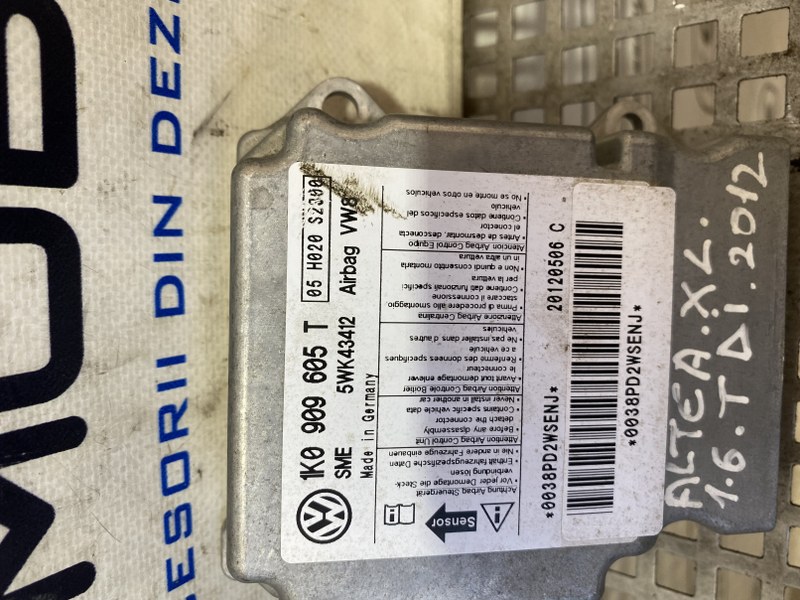 1K0 909 605 T
05 H020 S2300
SME 5WK43412 Airbag VW8
Made in Germany
Sensor
Achtung Airbag Steuergerät
• Vor jeder Demontage die Steck-
verbindung lösen
• Enthält fahrzeugspezifische Daten
• Nie in andere Fahrzeuge einbauen
Attention Airbag Control Unit
• Before any disassembly
detach the connector
• Contains specific vehicle data
• Never install in another car
Attention Airbag Boîtier Contrôle
• Avant tout démontage enlever
le connecteur
• Renferme des données spécifiques
à ce véhicule
• Ne pas installer dans d'autres
véhicules
Attenzione Airbag Centralina
• Prima di procedere allo smontaggio
staccare il connessione
• Contiene dati funzionali specifici
per la vettura
• Non è quindi consentito montarla
in un altra vettura
Atencion Airbag Control Equipo
• Antes de desmontar, desconecta
el conector
• Contiene datos específicos del
vehículo
• No se monte en otros vehículos
*0038PD2WSENJ*
20120506 C
*0038PD2WSENJ*
ALTEA.XL.
1.6.TDI.2012
ESORII DIN DEZ